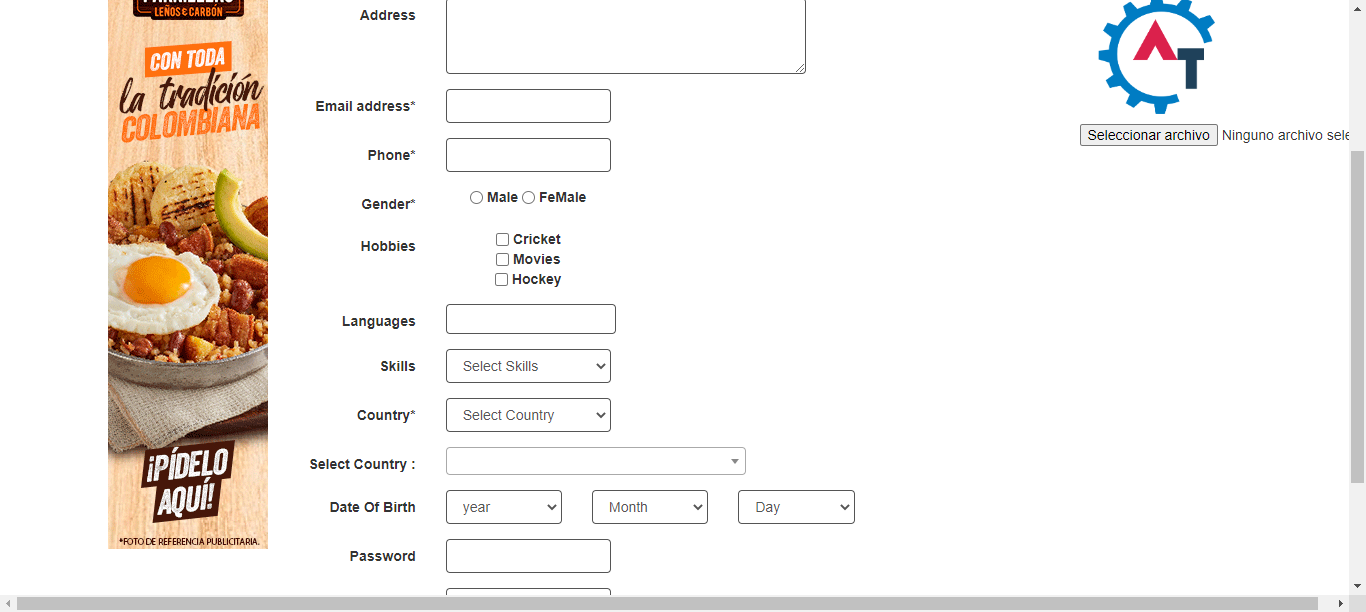 LEÑOS & CARBÓN
CON TODA
la tradición
COLOMBIANA
¡PÍDELO
AQUÍ!
*FOTO DE REFERENCIA PUBLICITARIA.
Address
Email address*
Phone*
Gender*
Male FeMale
Hobbies
Cricket
Movies
Hockey
Languages
Skills
Select Skills
Country*
Select Country
Select Country :
Date Of Birth
year Month Day
Password
AT
Seleccionar archivo Ninguno archivo sele